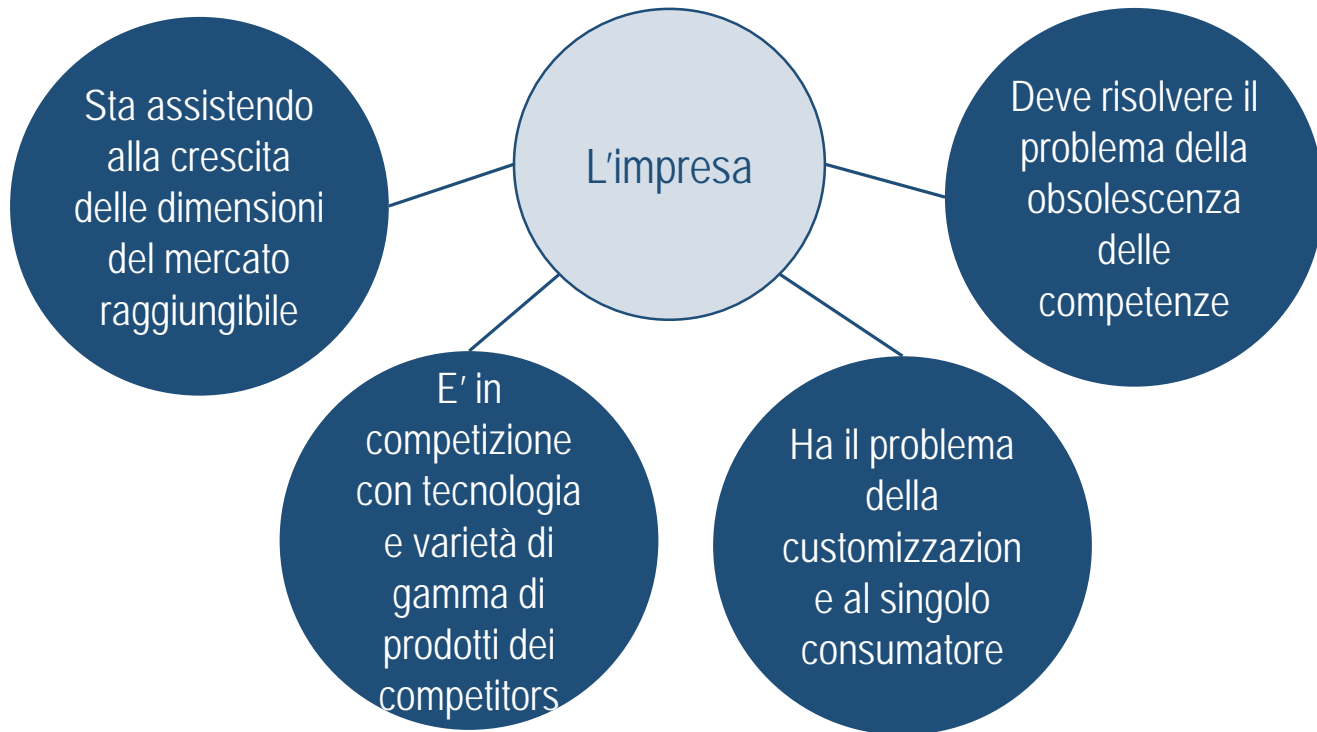 L'impresa
Sta assistendo
alla crescita
delle dimensioni
del mercato
raggiungibile
E' in
competizione
con tecnologia
e varietà di
gamma di
prodotti dei
competitors
Ha il problema
della
customizzazion
e al singolo
consumatore
Deve risolvere il
problema della
obsolescenza
delle
competenze